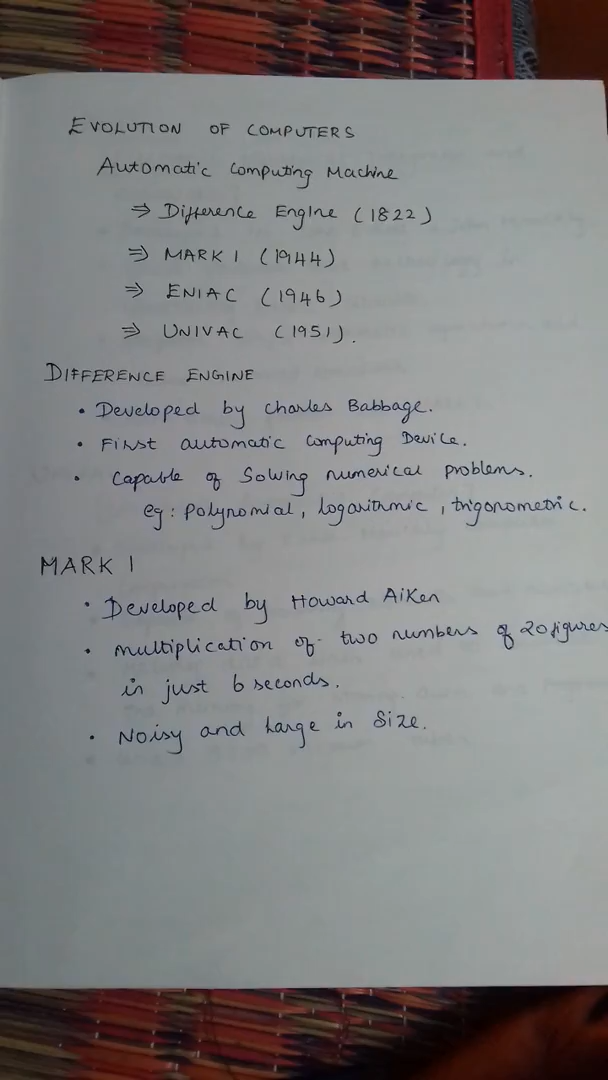 EVOLUTION OF COMPUTERS
Automatic Computing Machine
⇒ Difference Engine (1822)
⇒ MARK I (1944)
⇒ ENIAC (1946)
⇒ UNIVAC (1951).
DIFFERENCE ENGINE
• Developed by Charles Babbage.
• First automatic computing Device.
• Capable of Solving numerical problems.
eg: polynomial, logarithmic, trigonometric.
MARK I
• Developed by Howard Aiken
• Multiplication of two numbers of 20 figures
in just 6 seconds.
• Noisy and Large in Size.